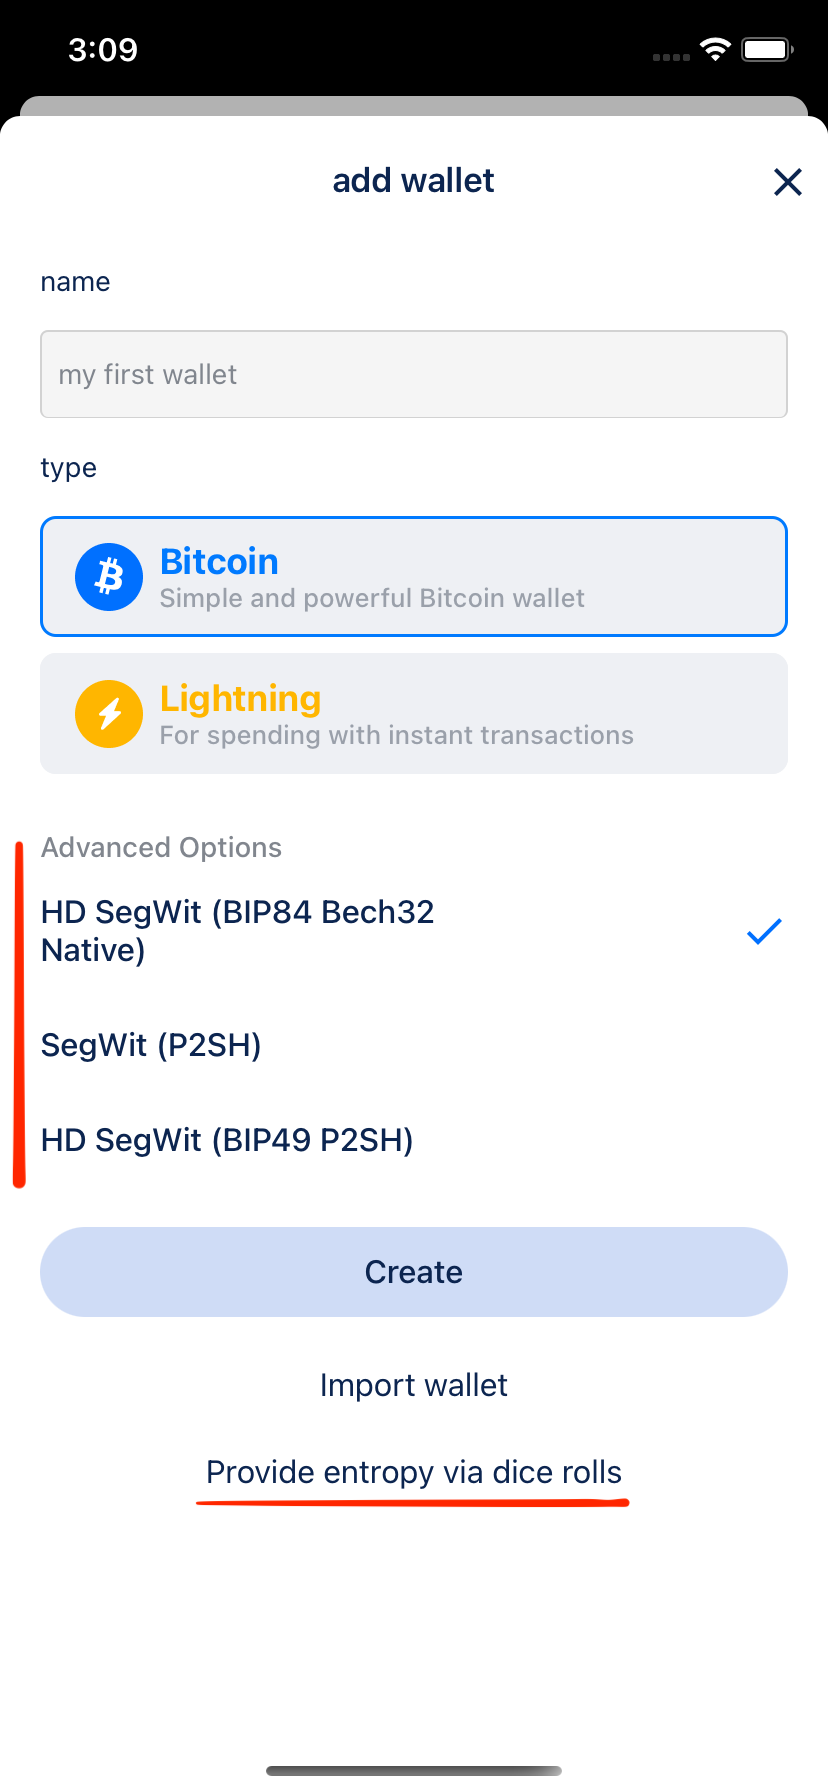 3:09
add wallet
name
my first wallet
type
Bitcoin
Simple and powerful Bitcoin wallet
Lightning
For spending with instant transactions
Advanced Options
HD SegWit (BIP84 Bech32
Native)
SegWit (P2SH)
HD SegWit (BIP49 P2SH)
Create
Import wallet
Provide entropy via dice rolls